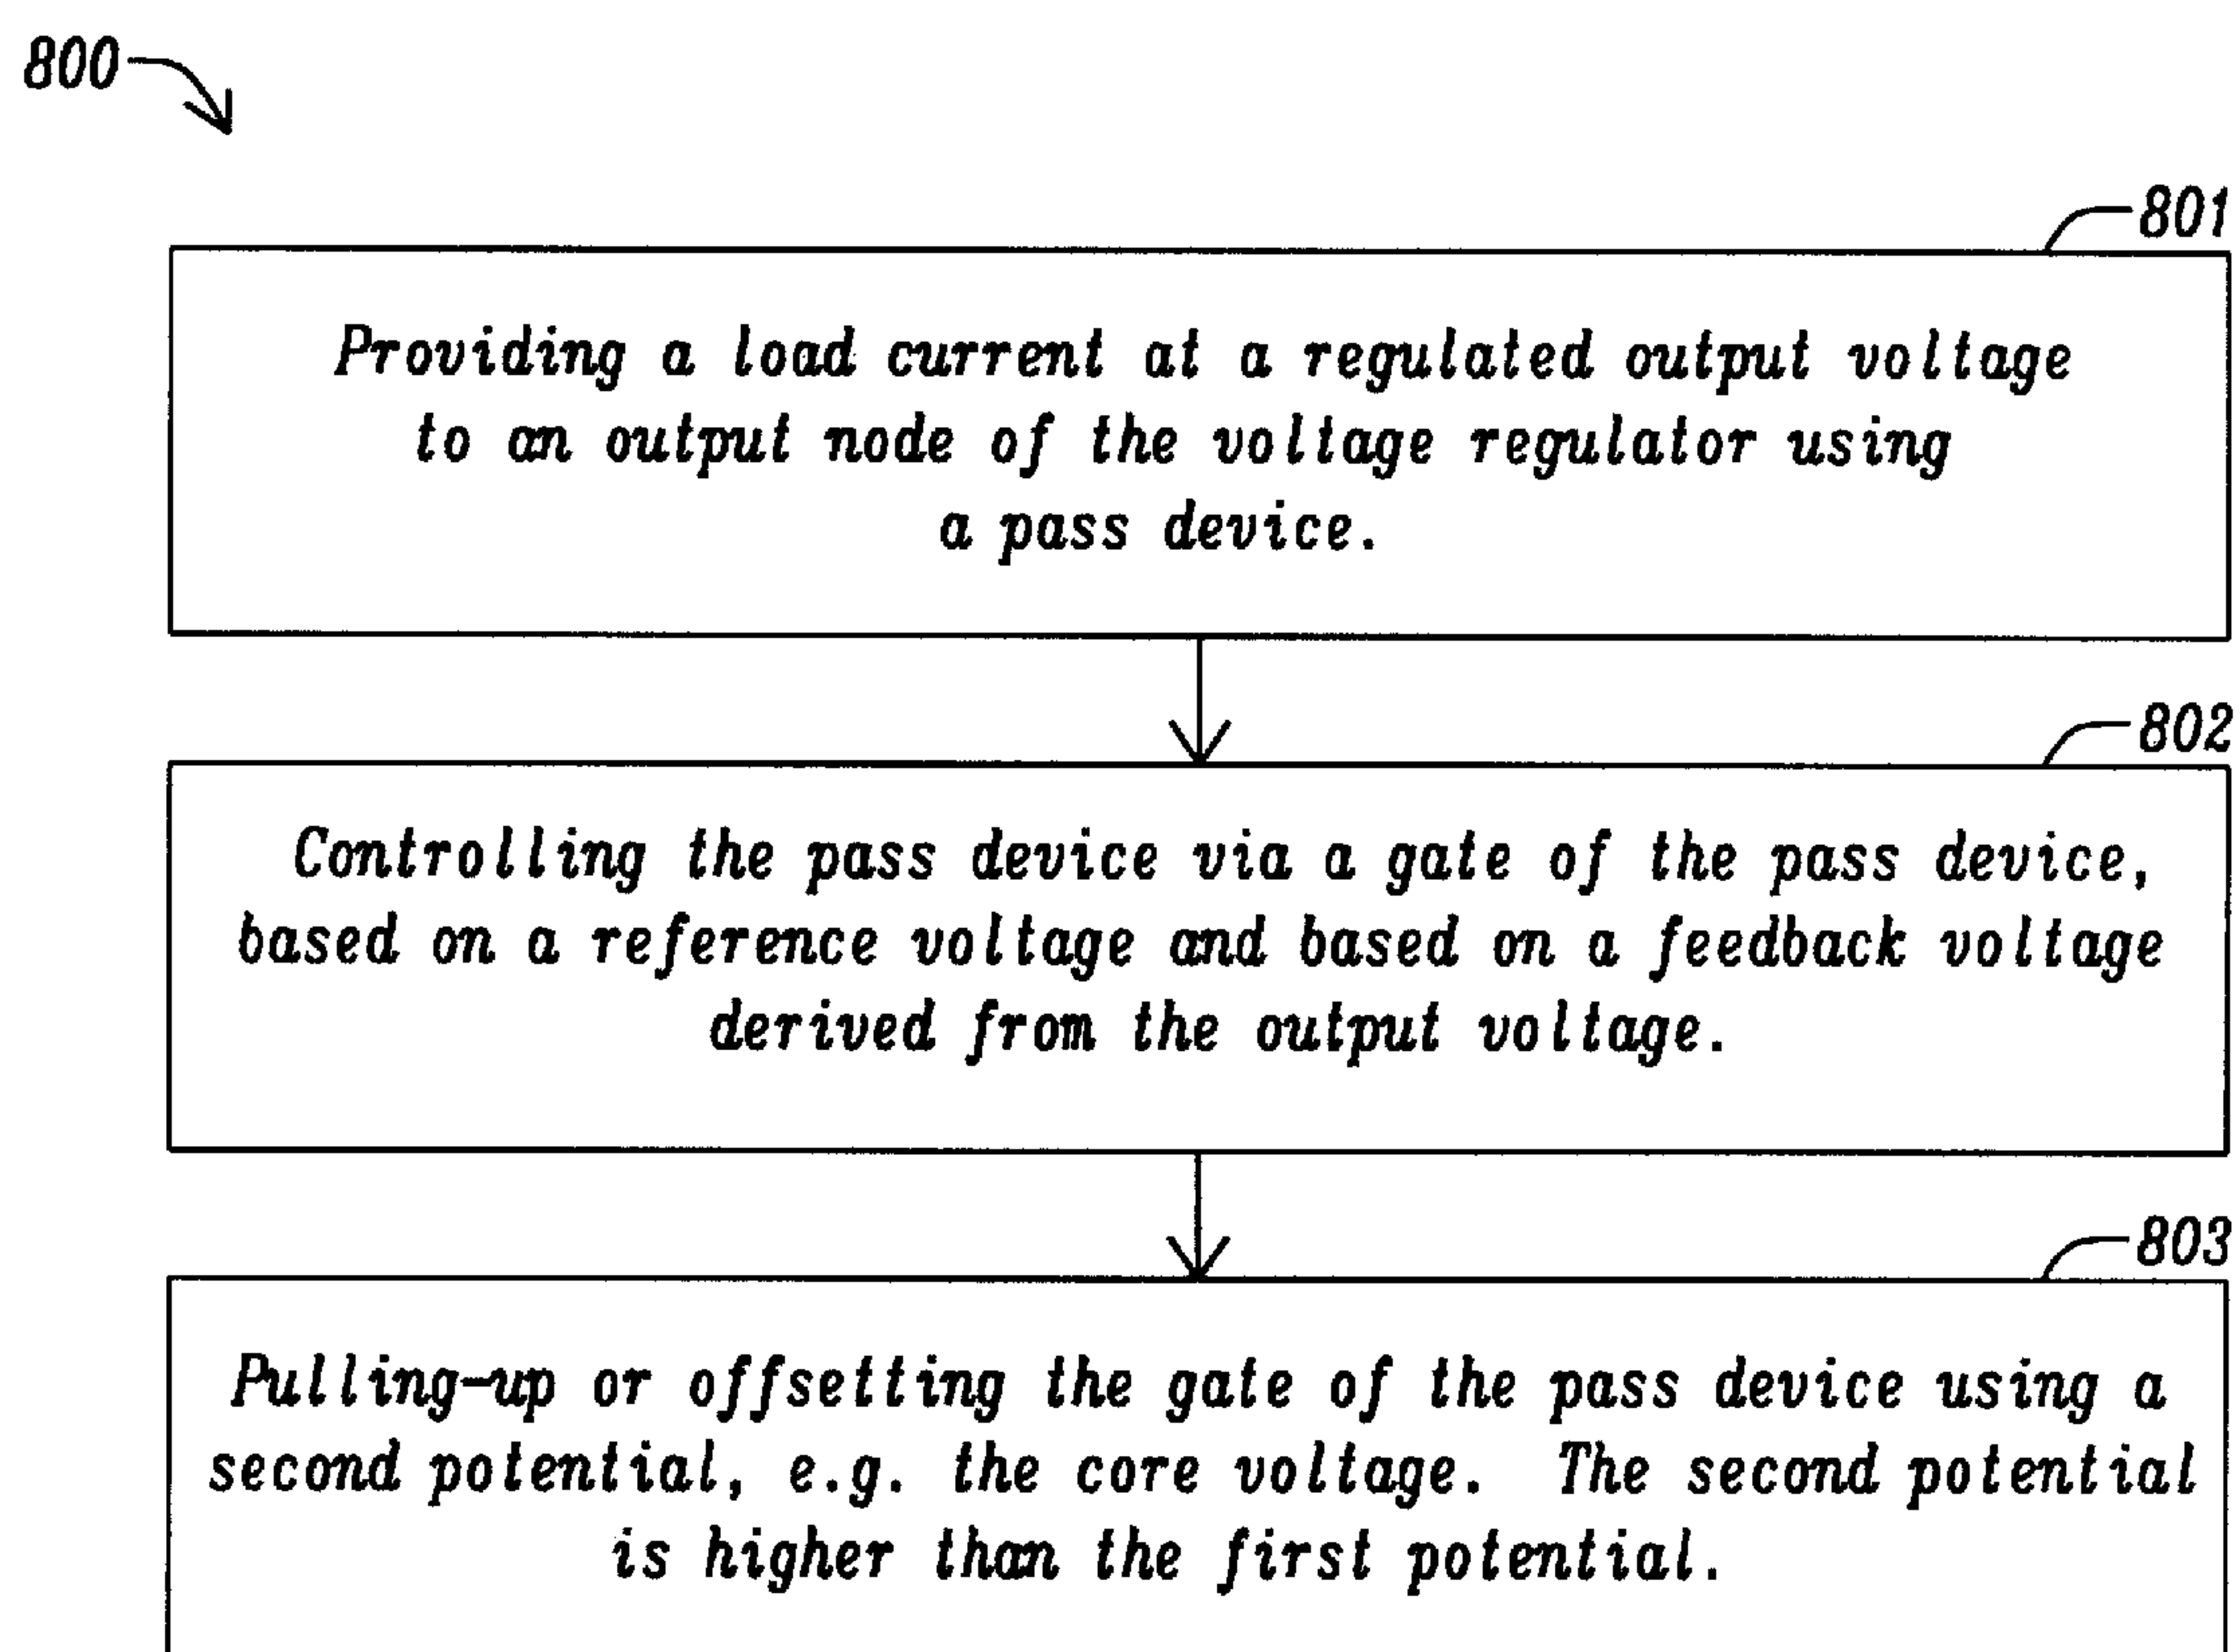 800
801
Providing a load current at a regulated output voltage
to an output node of the voltage regulator using
a pass device.
802
Controlling the pass device via a gate of the pass device,
based on a reference voltage and based on a feedback voltage
derived from the output voltage.
803
Pulling-up or offsetting the gate of the pass device using a
second potential, e.g. the core voltage. The second potential
is higher than the first potential.